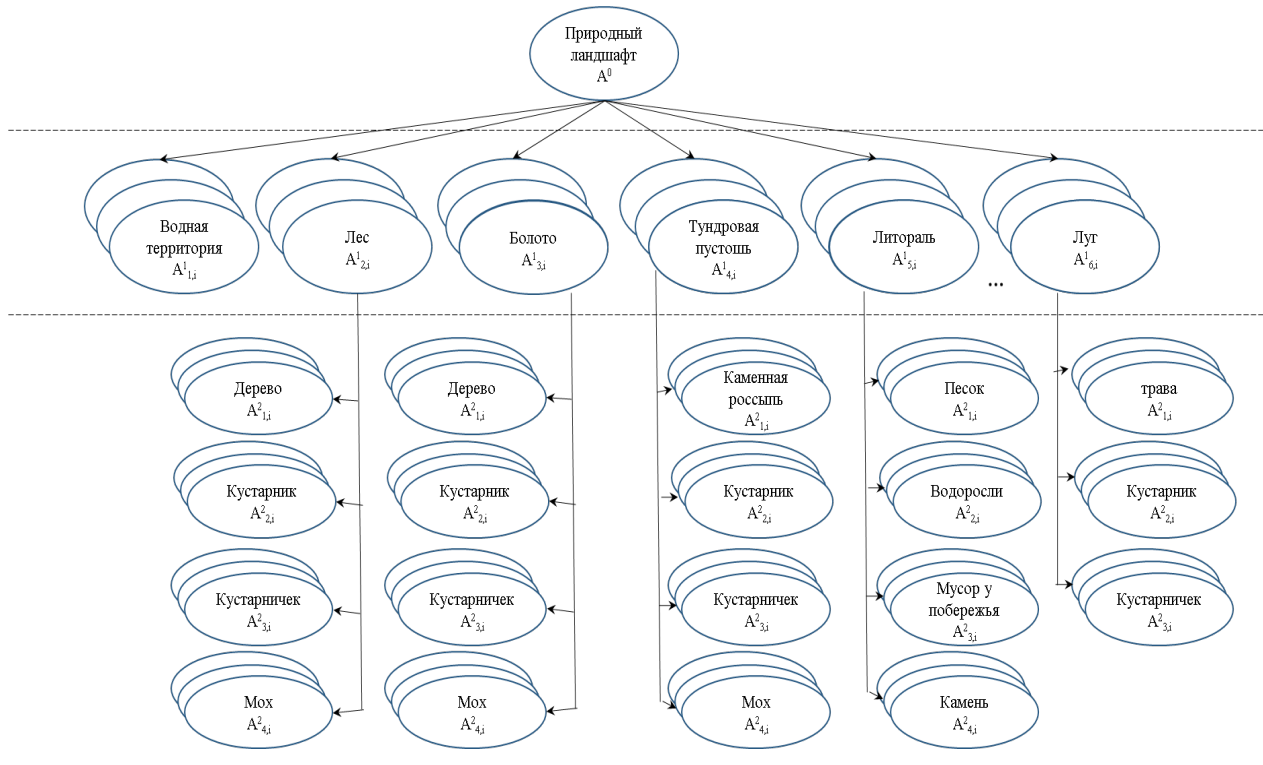 Природный
ландшафт
A⁰
Водная
территория
A¹₁,ᵢ
Лес
A¹₂,ᵢ
Болото
A¹₃,ᵢ
Тундровая
пустошь
A¹₄,ᵢ
Литораль
A¹₅,ᵢ
Луг
A¹₆,ᵢ
...
Дерево
A²₁,ᵢ
Дерево
A²₁,ᵢ
Каменная
россыпь
A²₁,ᵢ
Песок
A²₁,ᵢ
трава
A²₁,ᵢ
Кустарник
A²₂,ᵢ
Кустарник
A²₂,ᵢ
Кустарник
A²₂,ᵢ
Водоросли
A²₂,ᵢ
Кустарник
A²₂,ᵢ
Кустарничек
A²₃,ᵢ
Кустарничек
A²₃,ᵢ
Кустарничек
A²₃,ᵢ
Мусор у
побережья
A²₃,ᵢ
Кустарничек
A²₃,ᵢ
Мох
A²₄,ᵢ
Мох
A²₄,ᵢ
Мох
A²₄,ᵢ
Камень
A²₄,ᵢ